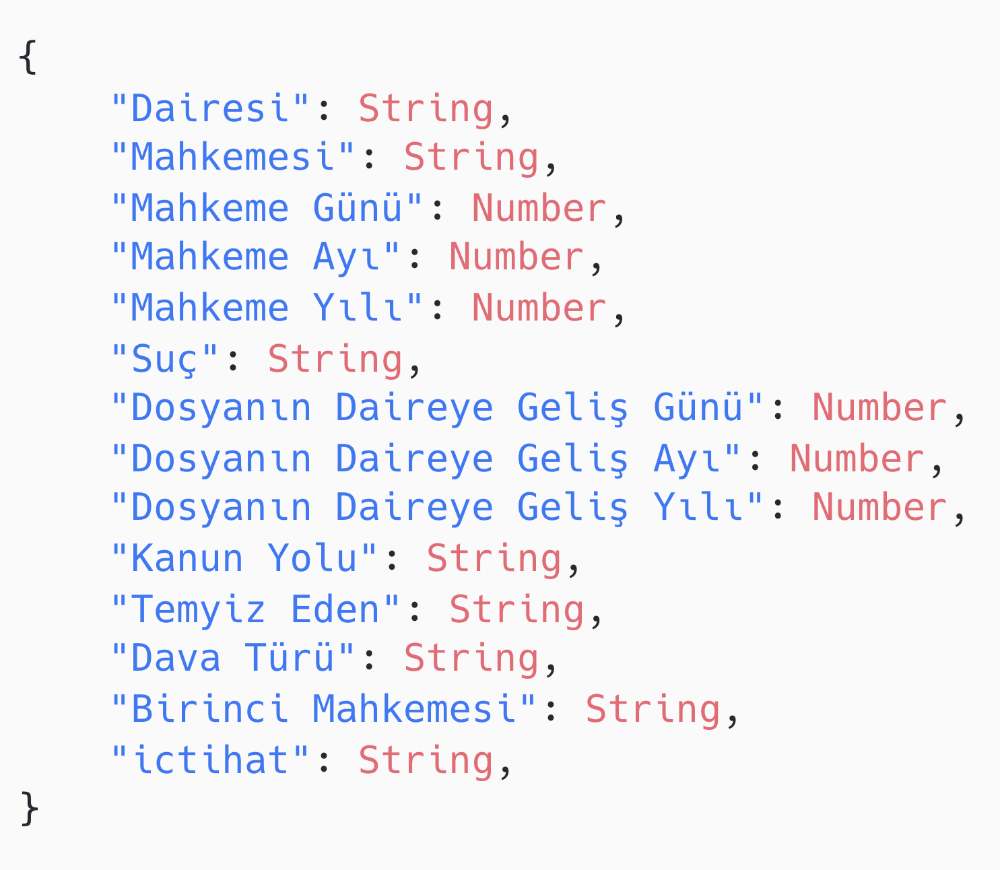 {
"Dairesi": String,
"Mahkemesi": String,
"Mahkeme Günü": Number,
"Mahkeme Ayı": Number,
"Mahkeme Yılı": Number,
"Suç": String,
"Dosyanın Daireye Geliş Günü": Number,
"Dosyanın Daireye Geliş Ayı": Number,
"Dosyanın Daireye Geliş Yılı": Number,
"Kanun Yolu": String,
"Temyiz Eden": String,
"Dava Türü": String,
"Birinci Mahkemesi": String,
"ictihat": String,
}